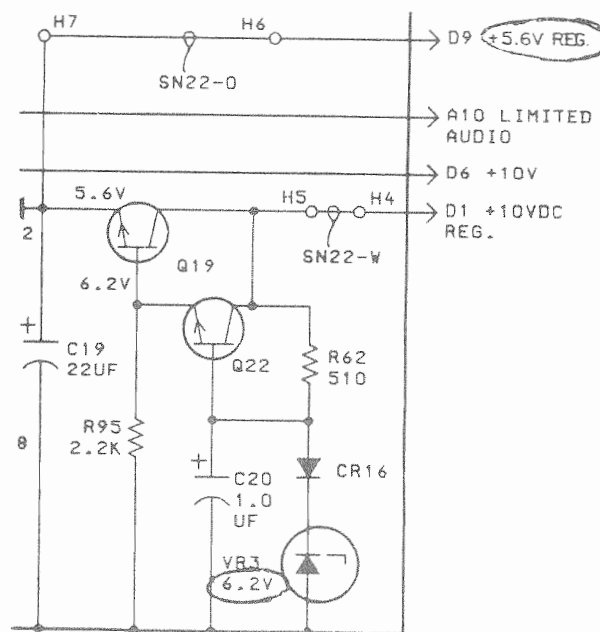 H7
H6
D9 +5.6V REG.
SN22-O
A10 LIMITED
AUDIO
D6 +10V
5.6V
H5
H4
D1 +10VDC
REG.
2
SN22-W
Q19
6.2V
+
C19
22UF
Q22
R62
510
R95
2.2K
8
+
C20
1.0
UF
CR16
VR3
6.2V